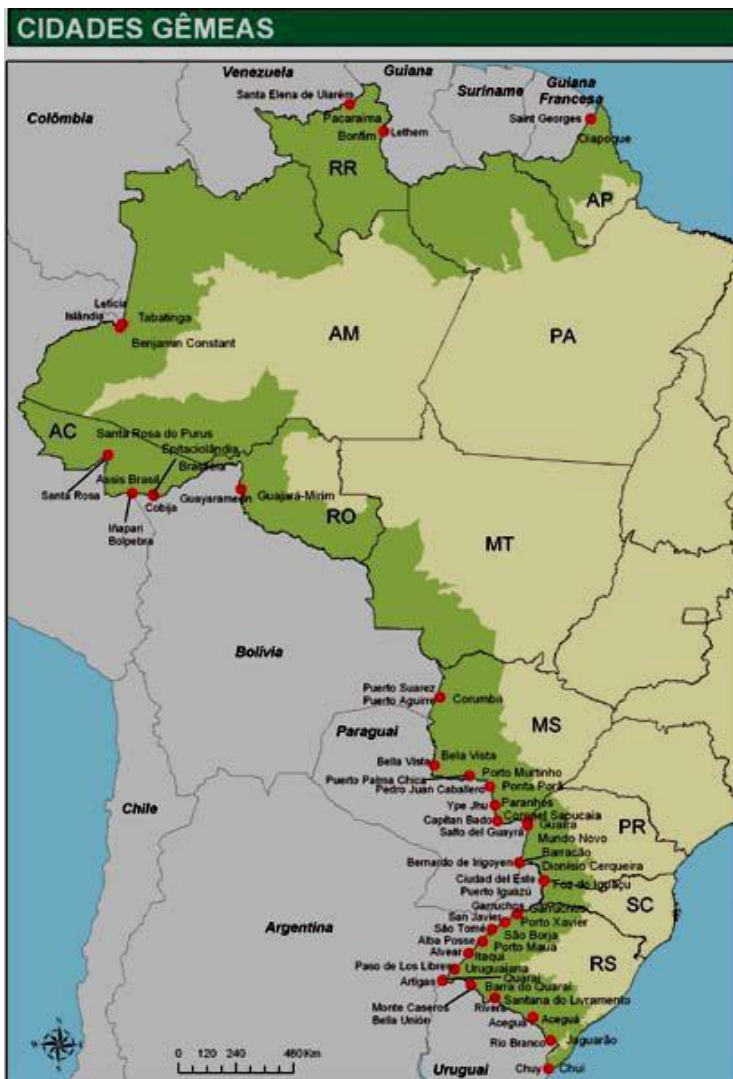 CIDADES GÊMEAS
Venezuela
Guiana
Suriname
Guiana
Francesa
Colômbia
Santa Elena de Uiarém
Pacaraima
Bonfim
Lethem
Saint Georges
Oiapoque
RR
AP
Letícia
Islândia
Tabatinga
Benjamin Constant
AM
PA
AC
Santa Rosa do Purus
Epitaciolândia
Assis Brasil
Brasiléia
Santa Rosa
Cobija
Guayaramerin
Guajará-Mirim
Iñapari
Bolpebra
RO
MT
Bolívia
Puerto Suarez
Puerto Aguirre
Corumbá
MS
Paraguai
Bella Vista
Bela Vista
Puerto Palma Chica
Porto Murtinho
Pedro Juan Caballero
Ponta Porã
Chile
Ype Jhu
Paranhos
Capitan Bado
Coronel Sapucaia
Salto del Guayrá
Guaíra
Mundo Novo
PR
Barracão
Bernardo de Irigoyen
Dionísio Cerqueira
Ciudad del Este
Puerto Iguazú
Foz do Iguaçu
SC
Argentina
Garruchos
Garruchos
San Javier
Porto Xavier
São Tomé
São Borja
Alba Posse
Porto Mauá
Alvear
Itaqui
RS
Paso de Los Libres
Uruguaiana
Quaraí
Artigas
Barra do Quaraí
Monte Caseros
Bella Unión
Rivera
Santana do Livramento
Aceguá
Aceguá
Rio Branco
Jaguarão
Uruguai
Chuy
Chuí
0 120 240 480 Km